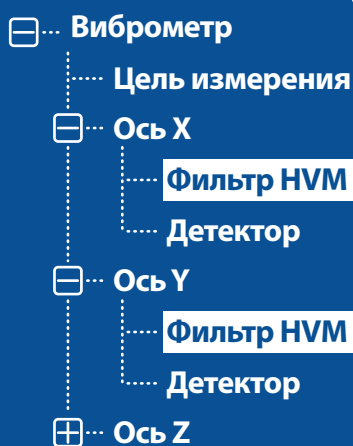 Виброметр
Цель измерения
Ось X
Фильтр HVM
Детектор
Ось Y
Фильтр HVM
Детектор
Ось Z